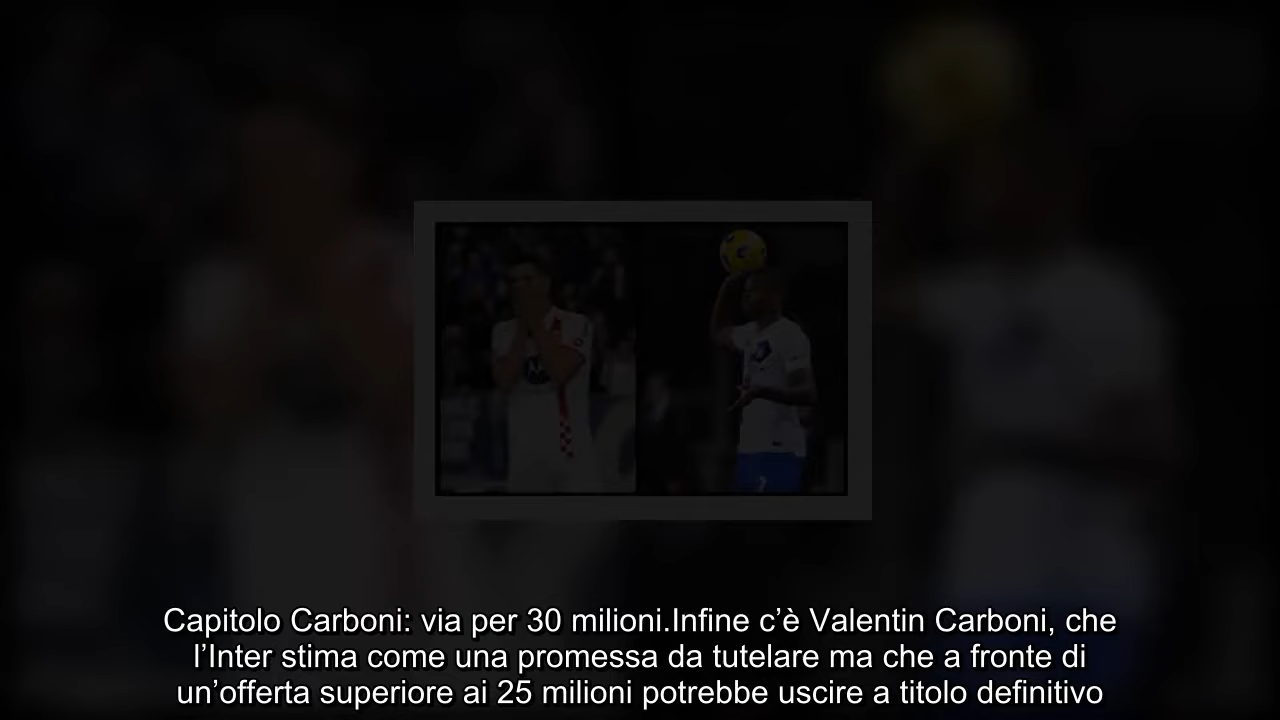 Capitolo Carboni: via per 30 milioni.Infine c’è Valentin Carboni, che
l’Inter stima come una promessa da tutelare ma che a fronte di
un’offerta superiore ai 25 milioni potrebbe uscire a titolo definitivo